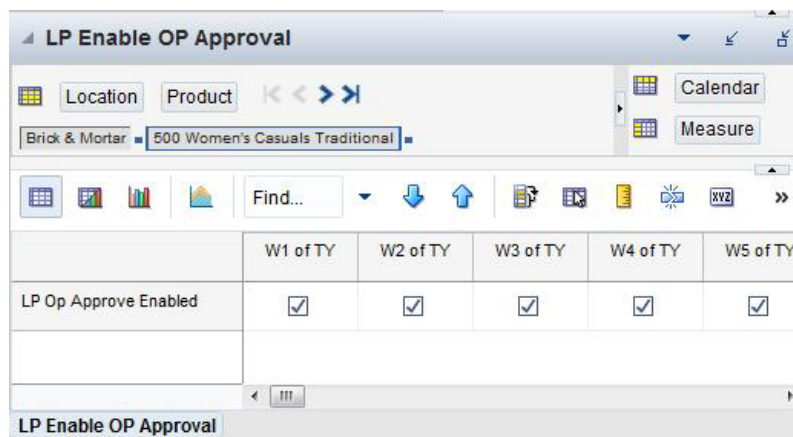 LP Enable OP Approval
Location Product
Calendar
Brick & Mortar 500 Women's Casuals Traditional
Measure
Find...
XYZ
W1 of TY W2 of TY W3 of TY W4 of TY W5 of TY
LP Op Approve Enabled
LP Enable OP Approval